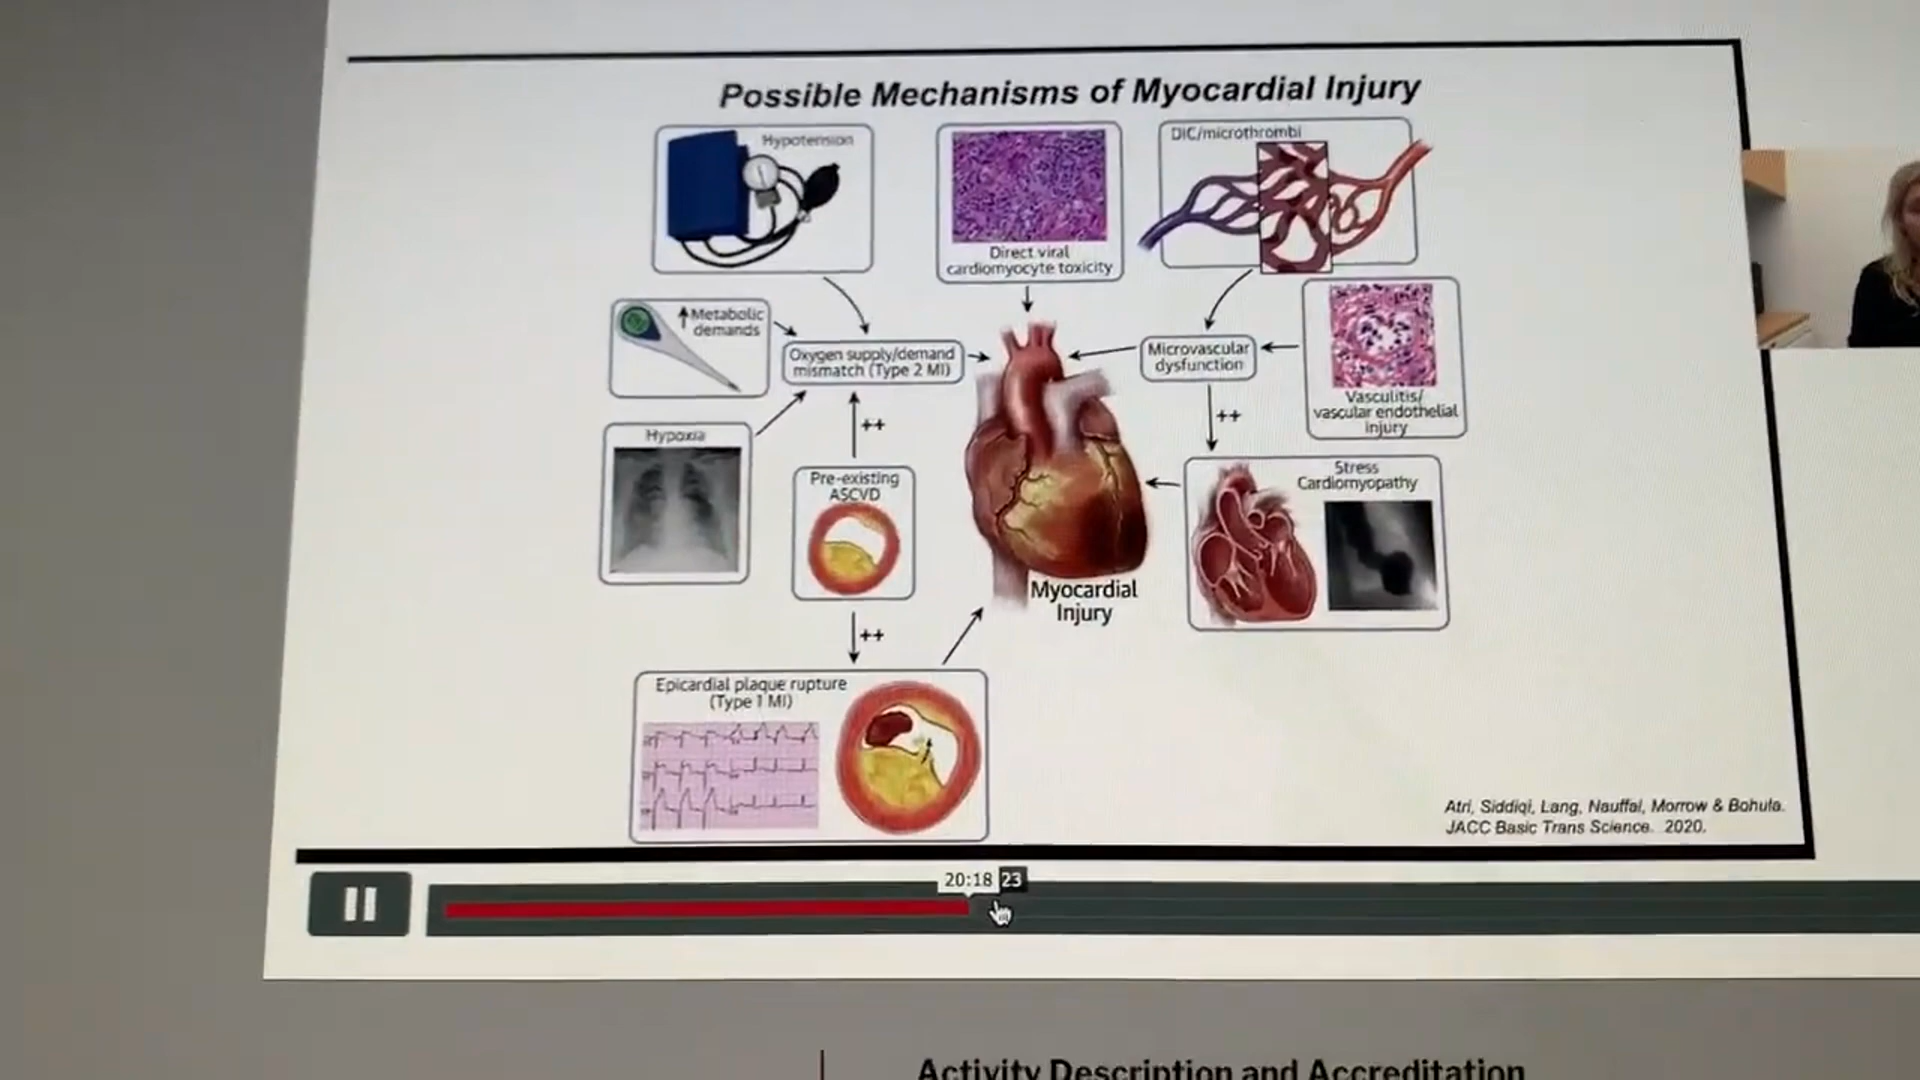 Possible Mechanisms of Myocardial Injury
Hypotension
Direct viral
cardiomyocyte toxicity
DIC/microthrombi
↑Metabolic
demands
Oxygen supply/demand
mismatch (Type 2 MI)
Microvascular
dysfunction
Vasculitis/
vascular endothelial
injury
Hypoxia
++
++
Pre-existing
ASCVD
Stress
Cardiomyopathy
Myocardial
Injury
++
Epicardial plaque rupture
(Type 1 MI)
Atri, Siddiqi, Lang, Nauffal, Morrow & Bohula.
JACC Basic Trans Science. 2020.
20:18 23
Activity Description and Accreditation